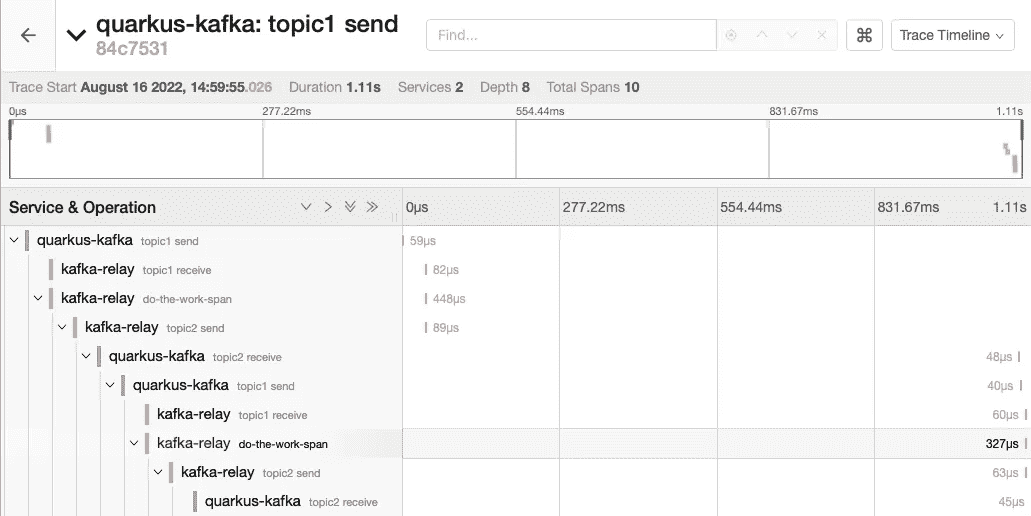 quarkus-kafka: topic1 send
84c7531
Find...
Trace Timeline
Trace Start August 16 2022, 14:59:55.026 Duration 1.11s Services 2 Depth 8 Total Spans 10
0μs 277.22ms 554.44ms 831.67ms 1.11s
Service & Operation 0μs 277.22ms 554.44ms 831.67ms 1.11s
quarkus-kafka topic1 send 59μs
kafka-relay topic1 receive 82μs
kafka-relay do-the-work-span 448μs
kafka-relay topic2 send 89μs
quarkus-kafka topic2 receive 48μs
quarkus-kafka topic1 send 40μs
kafka-relay topic1 receive 60μs
kafka-relay do-the-work-span 327μs
kafka-relay topic2 send 63μs
quarkus-kafka topic2 receive 45μs